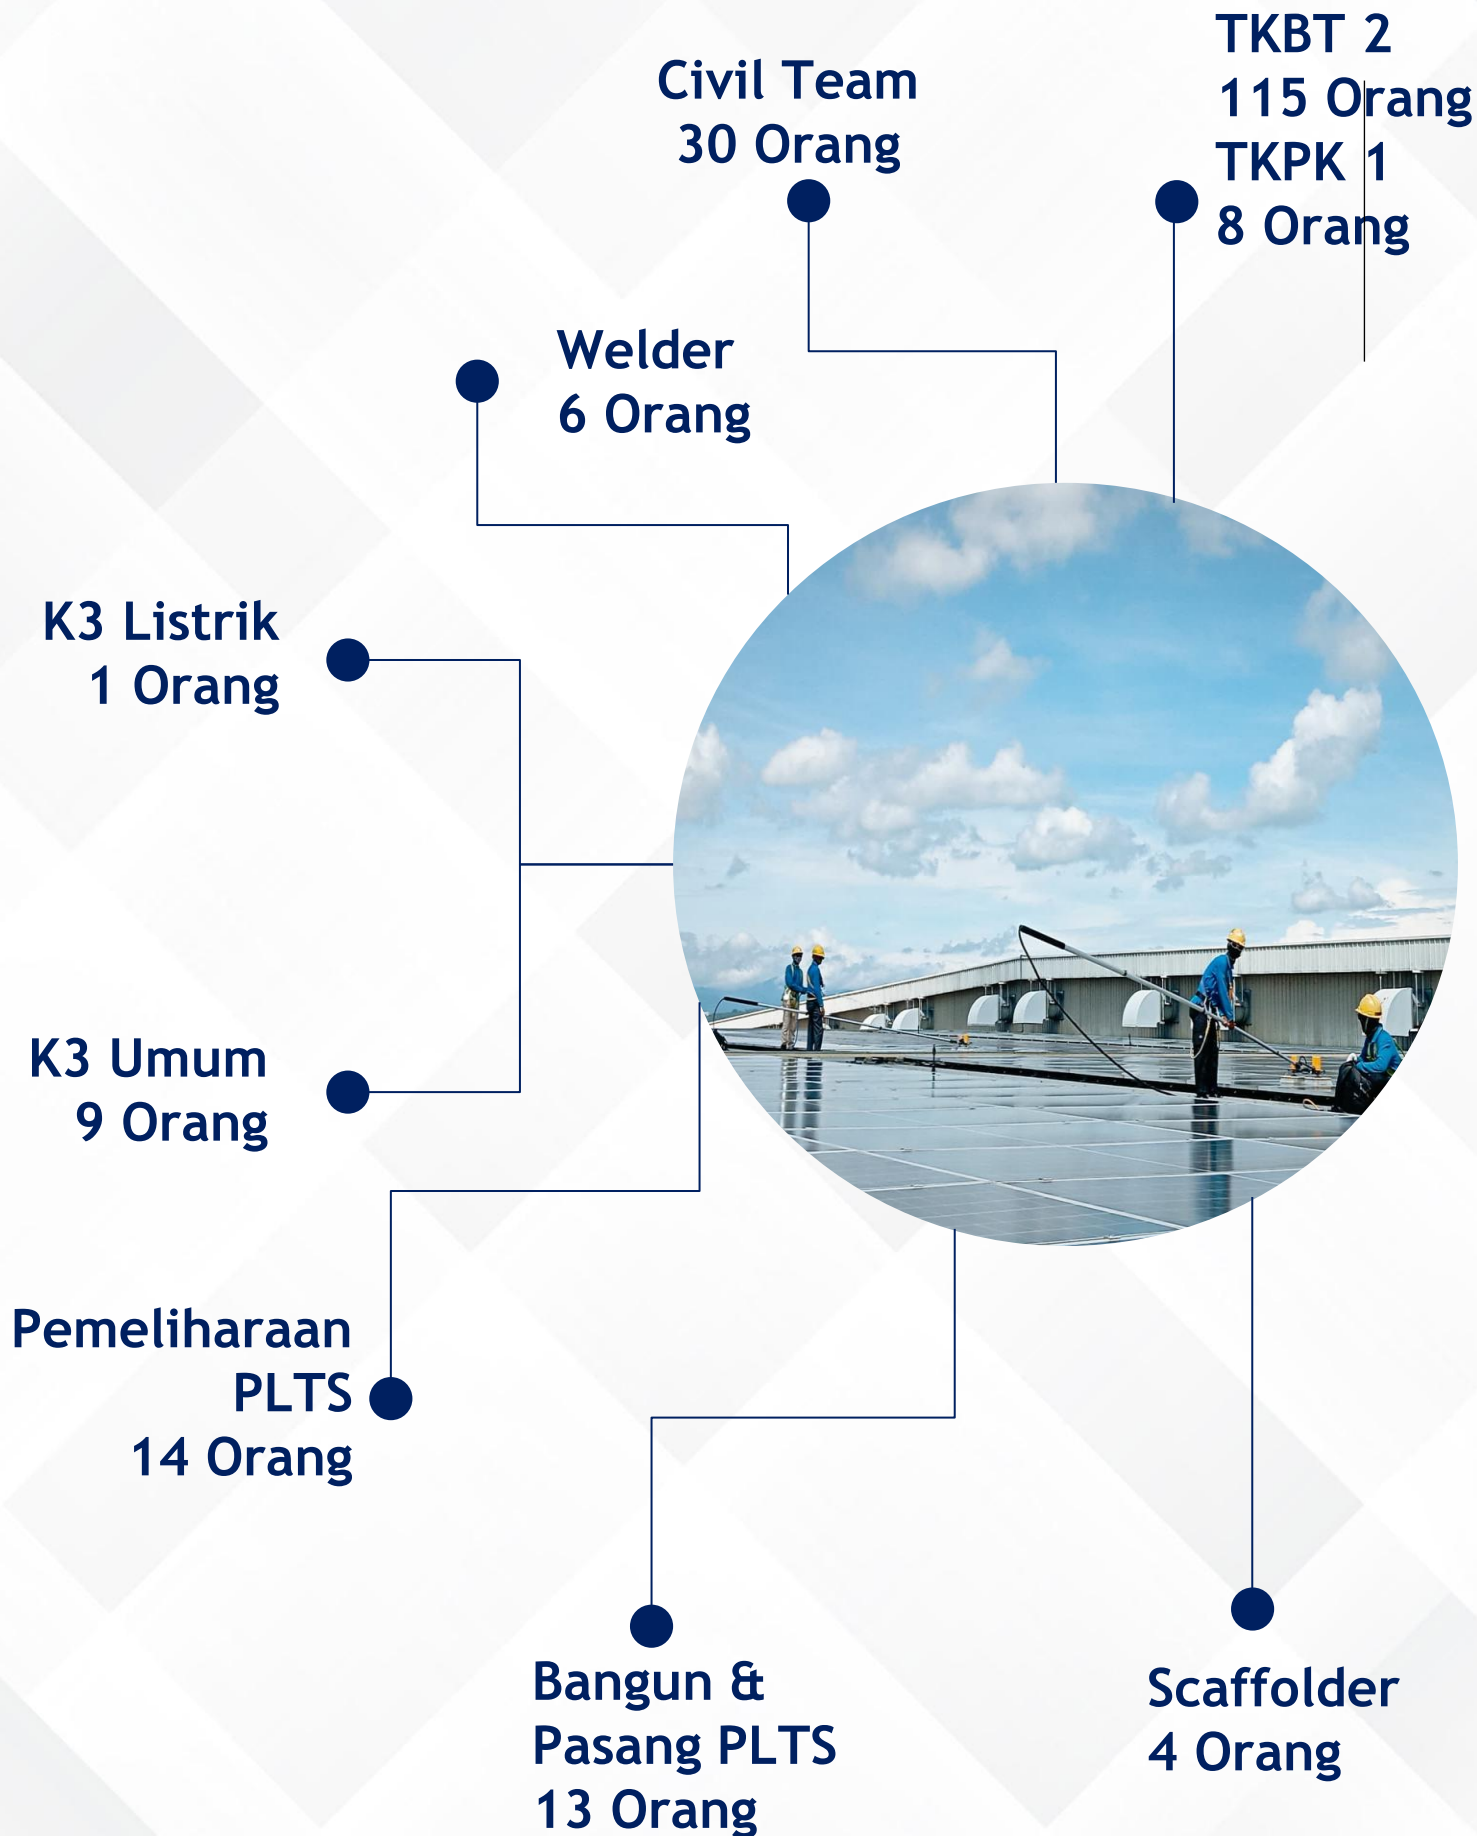 TKBT 2
115 Orang
TKPK 1
8 Orang
Civil Team
30 Orang
Welder
6 Orang
K3 Listrik
1 Orang
K3 Umum
9 Orang
Pemeliharaan
PLTS
14 Orang
Bangun &
Pasang PLTS
13 Orang
Scaffolder
4 Orang